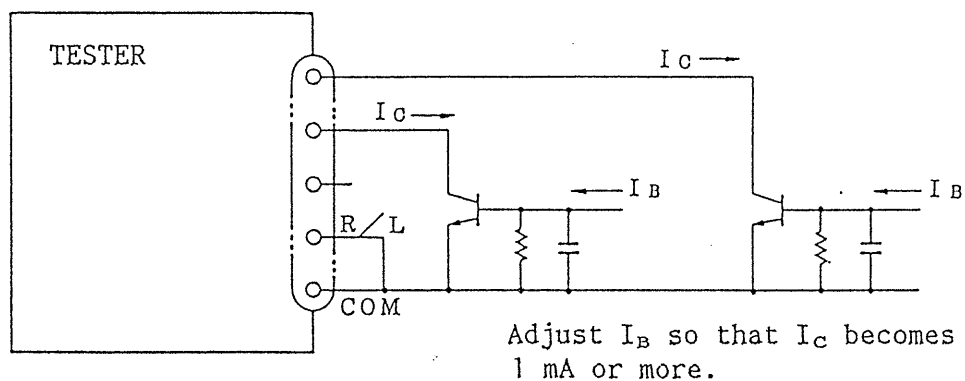 TESTER
IC
IC
IB
IB
R/L
COM
Adjust IB so that IC becomes
1 mA or more.